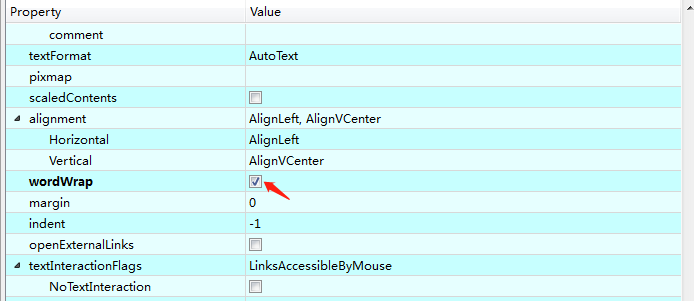 Property Value
comment
textFormat AutoText
pixmap
scaledContents
alignment AlignLeft, AlignVCenter
Horizontal AlignLeft
Vertical AlignVCenter
wordWrap
margin 0
indent -1
openExternalLinks
textInteractionFlags LinksAccessibleByMouse
NoTextInteraction